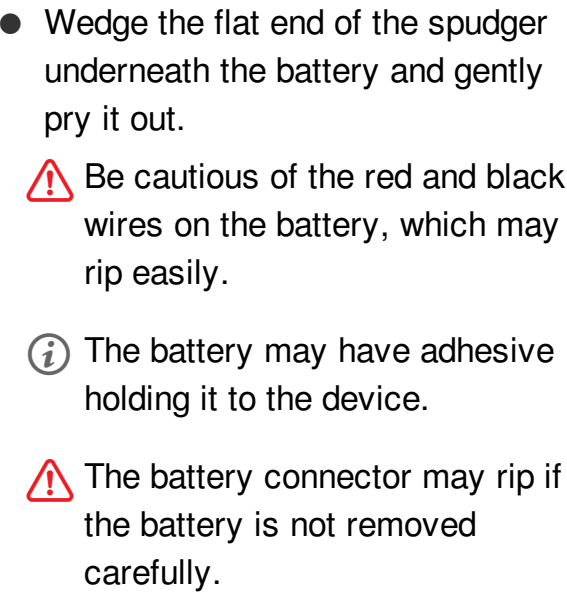 Wedge the flat end of the spudger
underneath the battery and gently
pry it out.
Be cautious of the red and black
wires on the battery, which may
rip easily.
The battery may have adhesive
holding it to the device.
The battery connector may rip if
the battery is not removed
carefully.